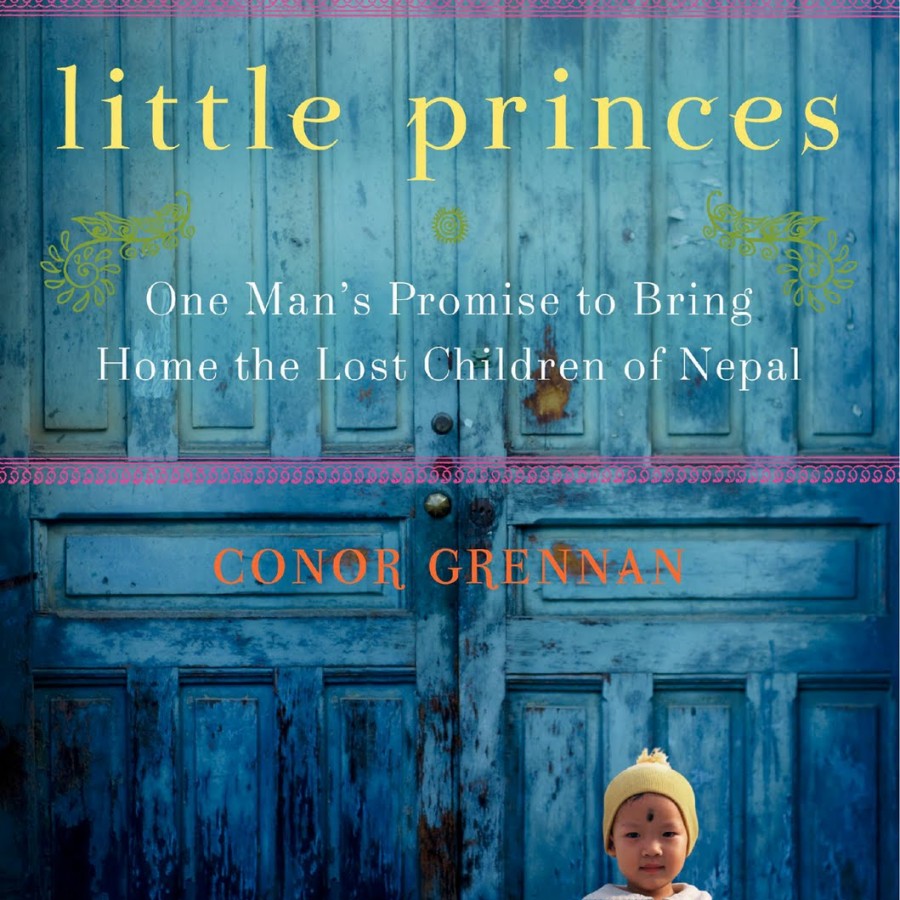 little princes
One Man's Promise to Bring
Home the Lost Children of Nepal
CONOR GRENNAN